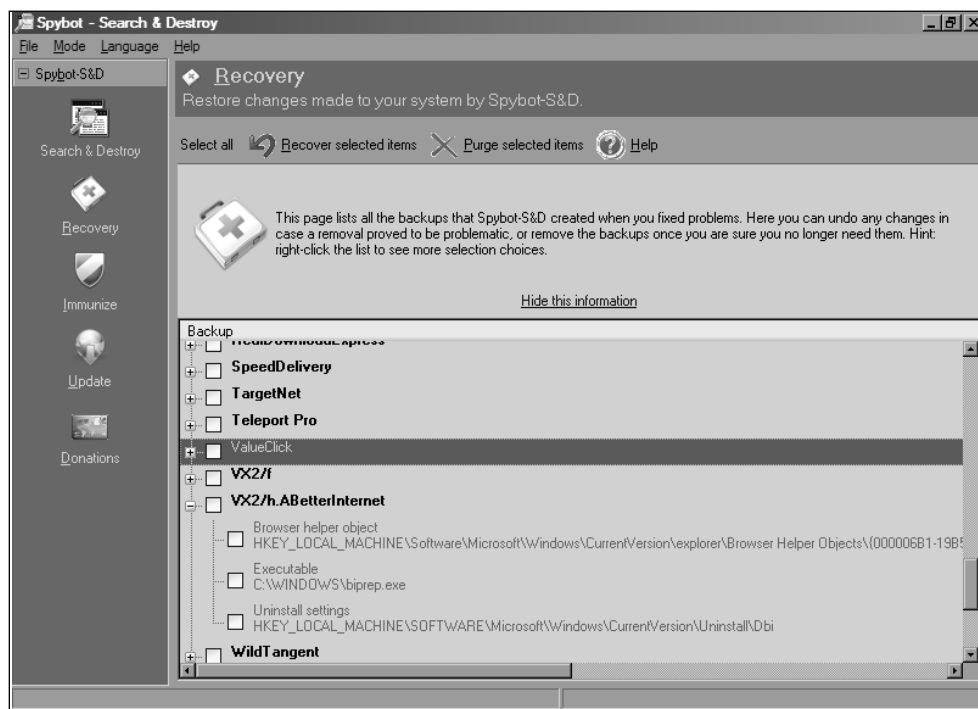 Spybot - Search & Destroy
File Mode Language Help
Spybot-S&D
Search & Destroy
Recovery
Immunize
Update
Donations
Recovery
Restore changes made to your system by Spybot-S&D.
Select all Recover selected items Purge selected items Help
This page lists all the backups that Spybot-S&D created when you fixed problems. Here you can undo any changes in
case a removal proved to be problematic, or remove the backups once you are sure you no longer need them. Hint:
right-click the list to see more selection choices.
Hide this information
Backup
SpeedDelivery
TargetNet
Teleport Pro
ValueClick
VX2/f
VX2/h.ABetterInternet
Browser helper object
HKEY_LOCAL_MACHINE\Software\Microsoft\Windows\CurrentVersion\explorer\Browser Helper Objects\{000006B1-19B5
Executable
C:\WINDOWS\biprep.exe
Uninstall settings
HKEY_LOCAL_MACHINE\SOFTWARE\Microsoft\Windows\CurrentVersion\Uninstall\Dbi
WildTangent